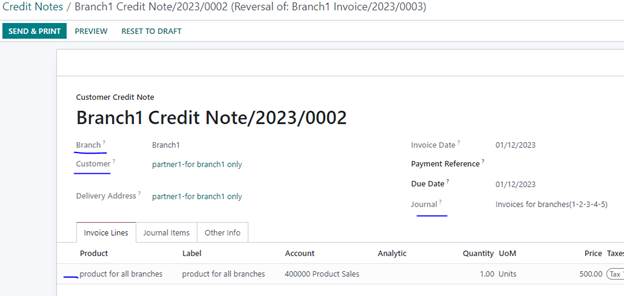 Credit Notes / Branch1 Credit Note/2023/0002 (Reversal of: Branch1 Invoice/2023/0003)
SEND & PRINT PREVIEW RESET TO DRAFT
Customer Credit Note
Branch1 Credit Note/2023/0002
Branch ? Branch1 Invoice Date ? 01/12/2023
Customer ? partner1-for branch1 only Payment Reference ?
Due Date ? 01/12/2023
Delivery Address ? partner1-for branch1 only
Journal ? Invoices for branches(1-2-3-4-5)
Invoice Lines Journal Items Other Info
Product Label Account Analytic Quantity UoM Price Taxes
product for all branches product for all branches 400000 Product Sales 1.00 Units 500.00 Tax